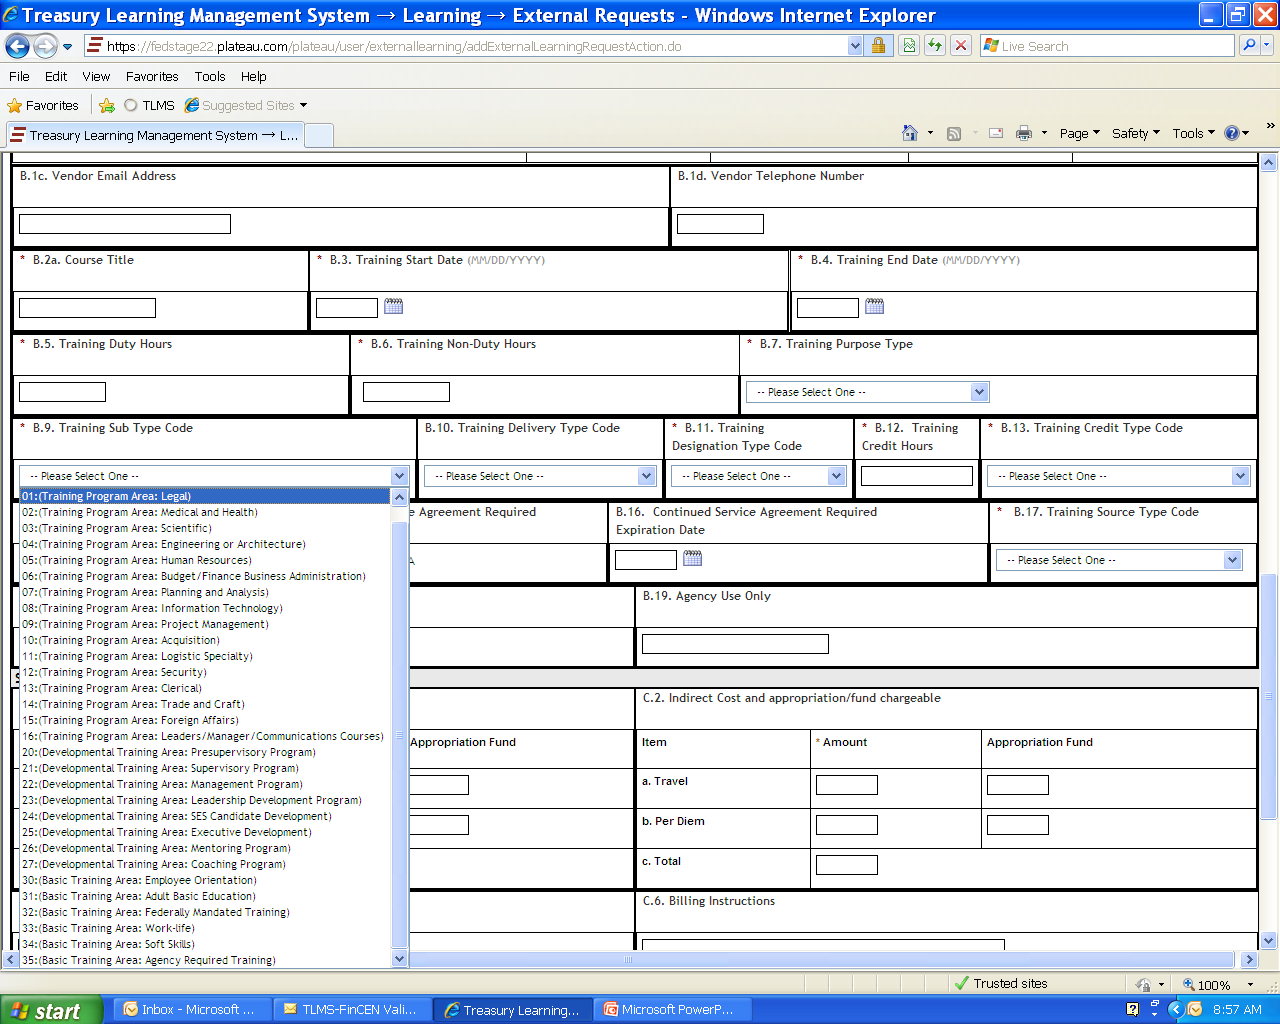 Treasury Learning Management System → Learning → External Requests - Windows Internet Explorer
https://fedstage22.plateau.com/plateau/user/externallearning/addExternalLearningRequestAction.do
Live Search
File Edit View Favorites Tools Help
Favorites TLMS Suggested Sites
Treasury Learning Management System → L...
Page Safety Tools »
B.1c. Vendor Email Address
B.1d. Vendor Telephone Number
* B.2a. Course Title
* B.3. Training Start Date (MM/DD/YYYY)
* B.4. Training End Date (MM/DD/YYYY)
* B.5. Training Duty Hours
* B.6. Training Non-Duty Hours
* B.7. Training Purpose Type
-- Please Select One --
* B.9. Training Sub Type Code
B.10. Training Delivery Type Code
* B.11. Training
Designation Type Code
* B.12. Training
Credit Hours
* B.13. Training Credit Type Code
-- Please Select One --
-- Please Select One --
-- Please Select One --
-- Please Select One --
01:(Training Program Area: Legal)
02:(Training Program Area: Medical and Health)
03:(Training Program Area: Scientific)
04:(Training Program Area: Engineering or Architecture)
05:(Training Program Area: Human Resources)
06:(Training Program Area: Budget/Finance Business Administration)
07:(Training Program Area: Planning and Analysis)
08:(Training Program Area: Information Technology)
09:(Training Program Area: Project Management)
10:(Training Program Area: Acquisition)
11:(Training Program Area: Logistic Specialty)
12:(Training Program Area: Security)
13:(Training Program Area: Clerical)
14:(Training Program Area: Trade and Craft)
15:(Training Program Area: Foreign Affairs)
16:(Training Program Area: Leaders/Manager/Communications Courses)
20:(Developmental Training Area: Presupervisory Program)
21:(Developmental Training Area: Supervisory Program)
22:(Developmental Training Area: Management Program)
23:(Developmental Training Area: Leadership Development Program)
24:(Developmental Training Area: SES Candidate Development)
25:(Developmental Training Area: Executive Development)
26:(Developmental Training Area: Mentoring Program)
27:(Developmental Training Area: Coaching Program)
30:(Basic Training Area: Employee Orientation)
31:(Basic Training Area: Adult Basic Education)
32:(Basic Training Area: Federally Mandated Training)
33:(Basic Training Area: Work-life)
34:(Basic Training Area: Soft Skills)
35:(Basic Training Area: Agency Required Training)
e Agreement Required
B.16. Continued Service Agreement Required
Expiration Date
* B.17. Training Source Type Code
-- Please Select One --
B.19. Agency Use Only
C.2. Indirect Cost and appropriation/fund chargeable
Appropriation Fund
Item
* Amount
Appropriation Fund
a. Travel
b. Per Diem
c. Total
C.6. Billing Instructions
Trusted sites
100%
start
Inbox - Microsoft ...
TLMS-FinCEN Vali...
Treasury Learning...
Microsoft PowerP...
8:57 AM